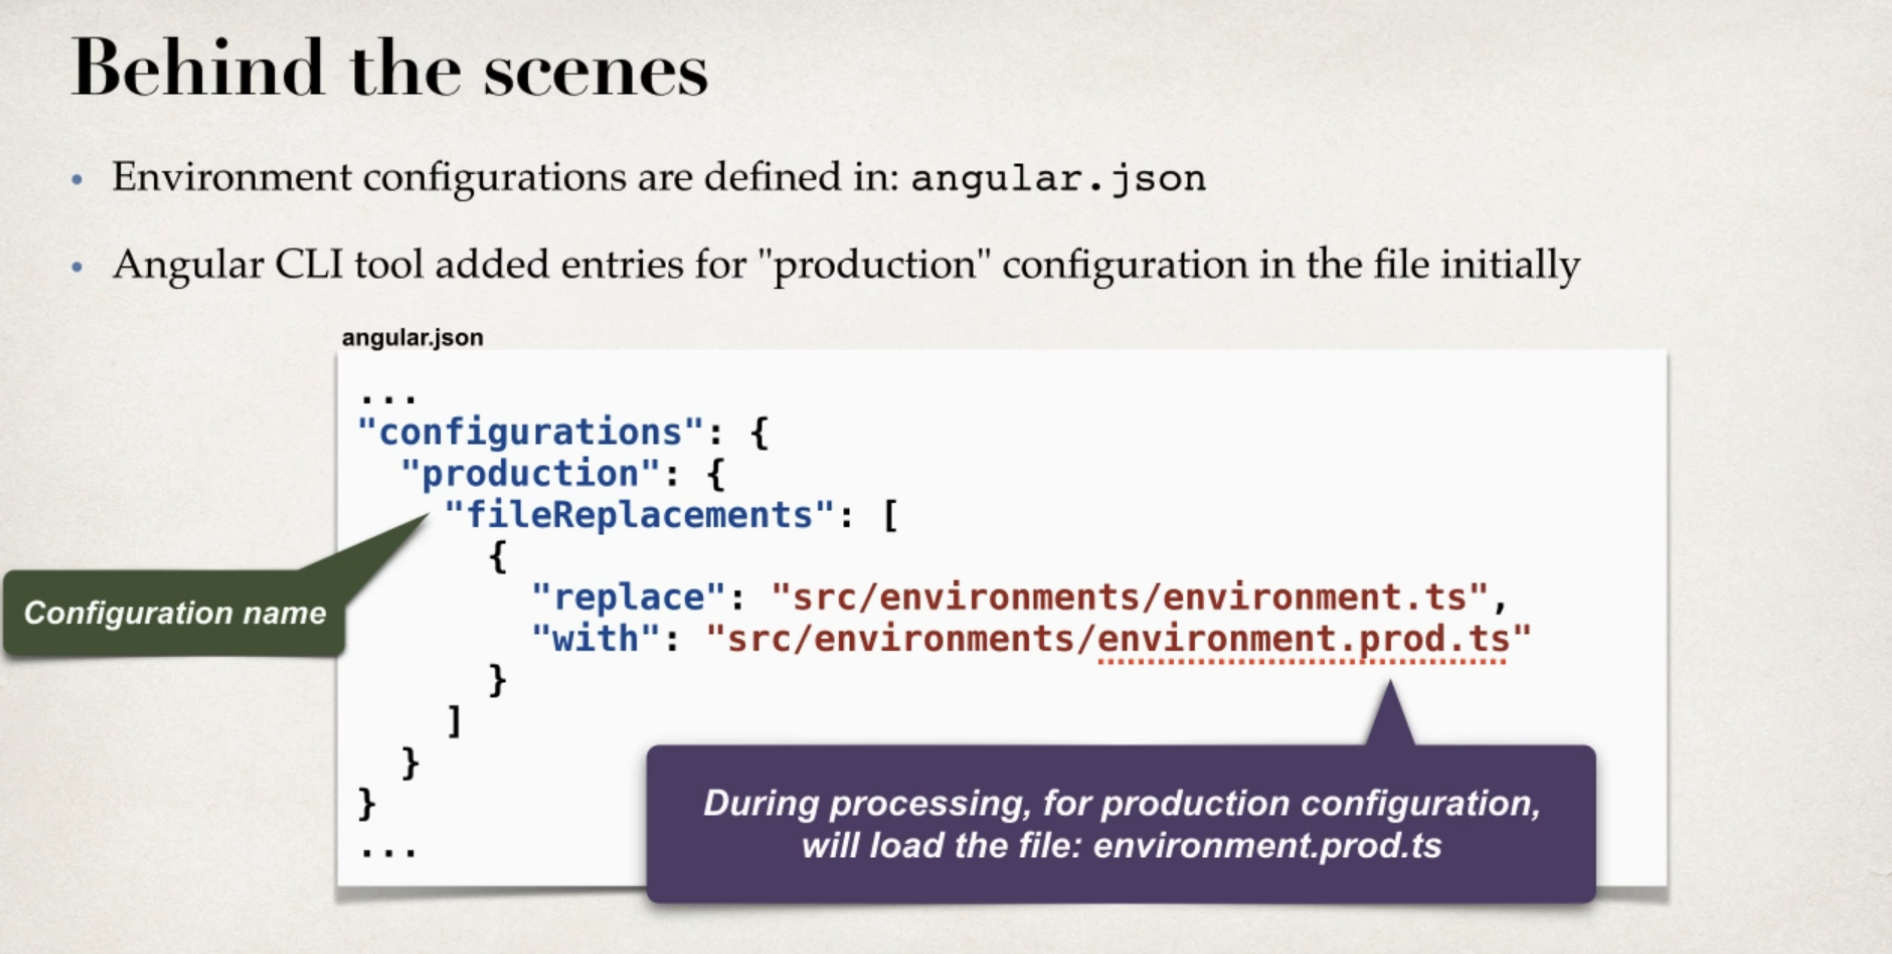 Behind the scenes
• Environment configurations are defined in: angular.json
• Angular CLI tool added entries for "production" configuration in the file initially
angular.json
...
"configurations": {
  "production": {
    "fileReplacements": [
      {
        "replace": "src/environments/environment.ts",
        "with": "src/environments/environment.prod.ts"
      }
    ]
  }
}
...
Configuration name
During processing, for production configuration,
will load the file: environment.prod.ts